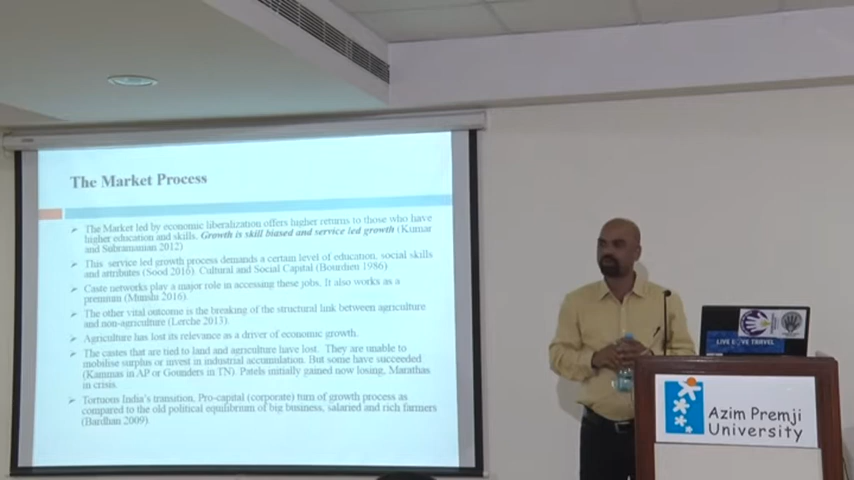 The Market Process
The Market led by economic liberalization offers higher returns to those who have
higher education and skills. Growth is skill biased and service led growth (Kumar
and Subramanian 2012)
This service led growth process demands a certain level of education, social skills
and attributes (Sood 2016). Cultural and Social Capital (Bourdieu 1986)
Caste networks play a major role in accessing these jobs. It also works as a
premium (Munshi 2016).
The other vital outcome is the breaking of the structural link between agriculture
and non-agriculture (Lerche 2013).
Agriculture has lost its relevance as a driver of economic growth.
The castes that are tied to land and agriculture have lost. They are unable to
mobilise surplus or invest in industrial accumulation. But some have succeeded
(Kammas in AP or Gounders in TN). Patels initially gained now losing, Marathas
in crisis.
Tortuous India's transition, Pro-capital (corporate) turn of growth process as
compared to the old political equilibrium of big business, salaried and rich farmers
(Bardhan 2009).
LIVE LOVE TRAVEL
Azim Premji
University